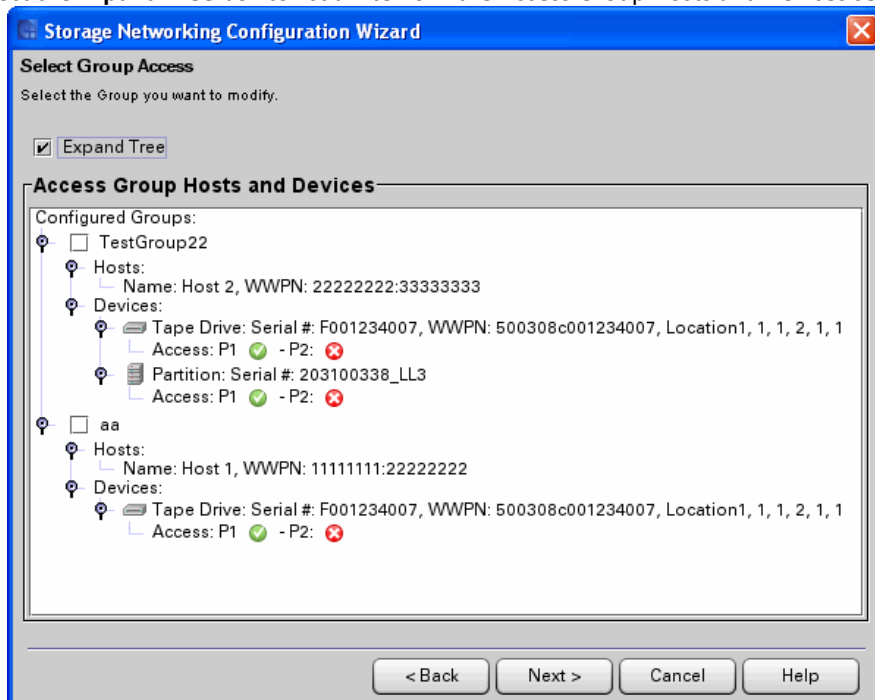 Storage Networking Configuration Wizard
Select Group Access
Select the Group you want to modify.
Expand Tree
Access Group Hosts and Devices
Configured Groups:
TestGroup22
Hosts:
Name: Host 2, WWPN: 22222222:33333333
Devices:
Tape Drive: Serial #: F001234007, WWPN: 500308c001234007, Location1, 1, 1, 2, 1, 1
Access: P1 - P2:
Partition: Serial #: 203100338_LL3
Access: P1 - P2:
aa
Hosts:
Name: Host 1, WWPN: 11111111:22222222
Devices:
Tape Drive: Serial #: F001234007, WWPN: 500308c001234007, Location1, 1, 1, 2, 1, 1
Access: P1 - P2:
< Back Next > Cancel Help